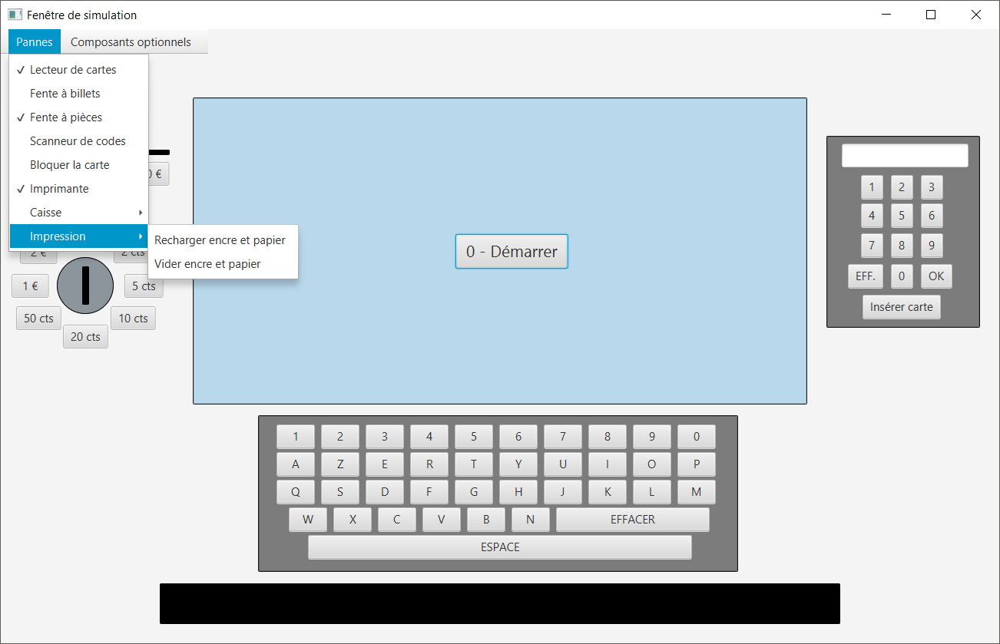 Fenêtre de simulation
Pannes Composants optionnels
✓ Lecteur de cartes
Fente à billets
✓ Fente à pièces
Scanneur de codes
Bloquer la carte
✓ Imprimante
Caisse
Impression
Recharger encre et papier
Vider encre et papier
0 €
2 € 2 cts
1 € 5 cts
50 cts 10 cts
20 cts
0 - Démarrer
1 2 3
4 5 6
7 8 9
EFF. 0 OK
Insérer carte
1 2 3 4 5 6 7 8 9 0
A Z E R T Y U I O P
Q S D F G H J K L M
W X C V B N EFFACER
ESPACE